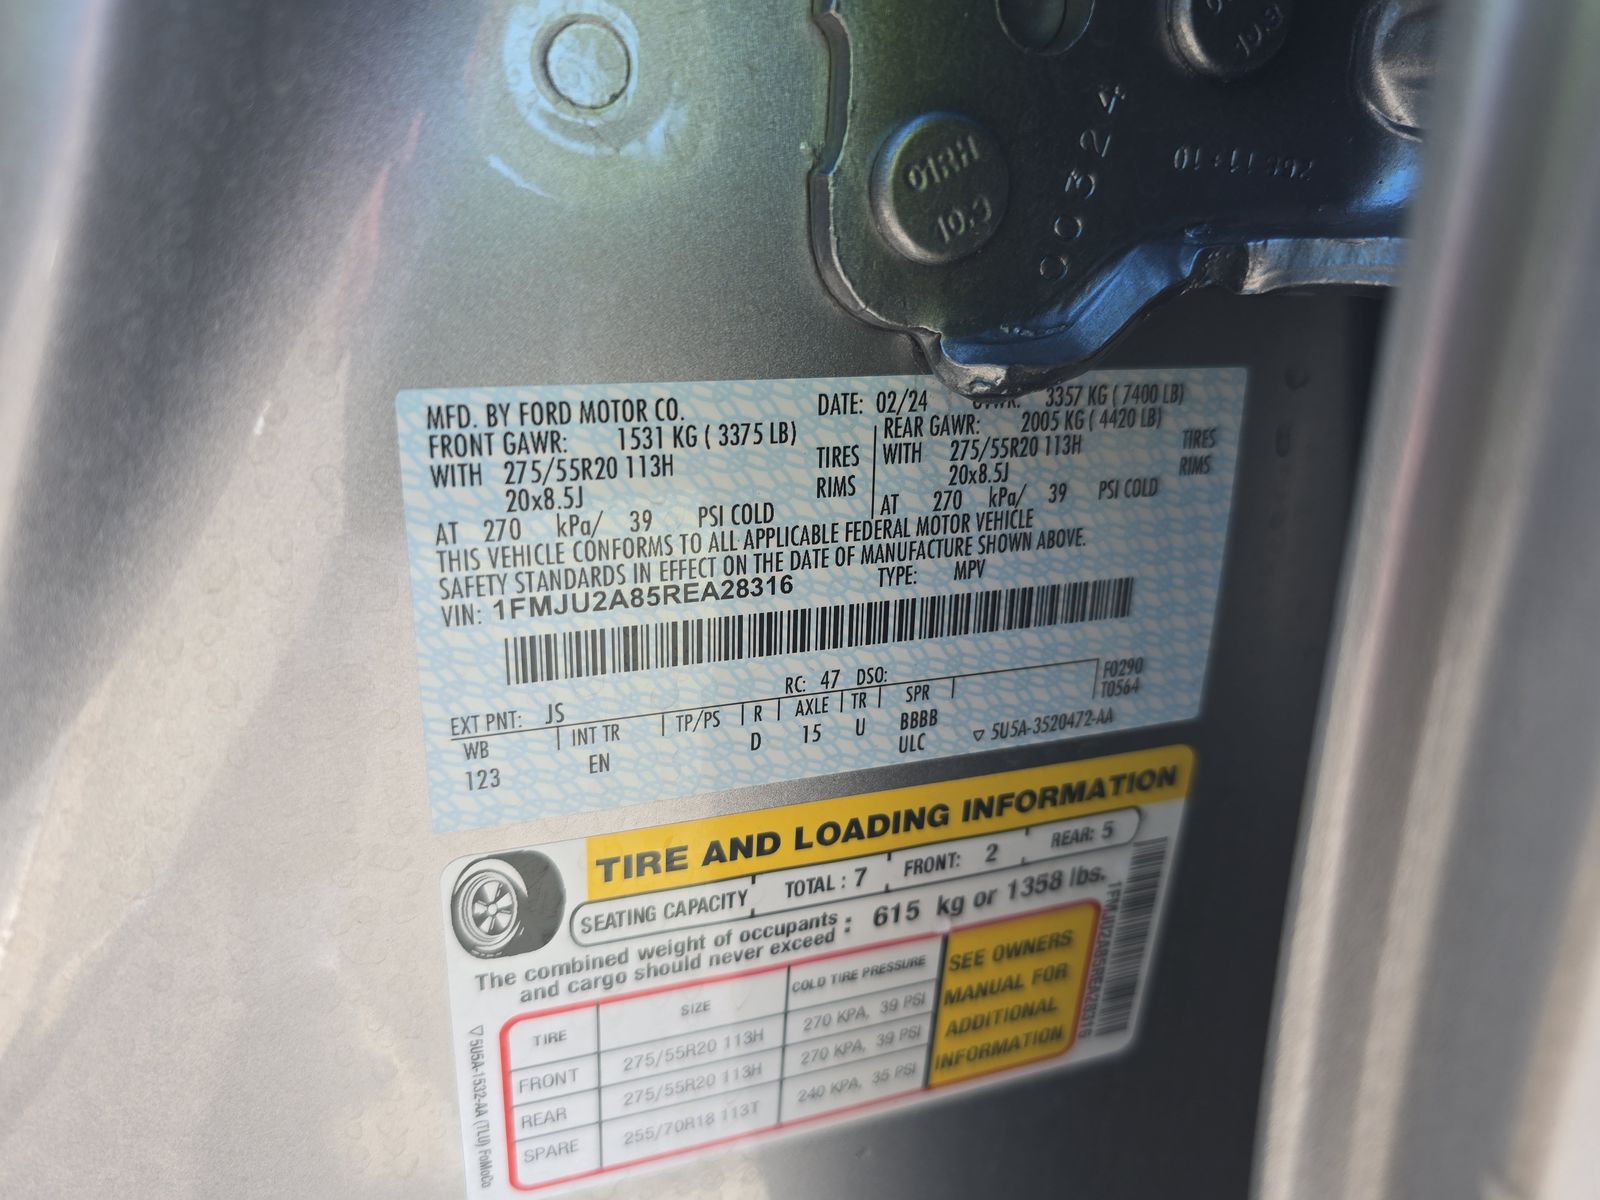 01RH
10.9
00324
MFD. BY FORD MOTOR CO. DATE: 02/24 GVWR: 3357 KG ( 7400 LB)
FRONT GAWR: 1531 KG ( 3375 LB) REAR GAWR: 2005 KG ( 4420 LB)
WITH 275/55R20 113H TIRES WITH 275/55R20 113H TIRES
20x8.5J RIMS 20x8.5J RIMS
AT 270 kPa/ 39 PSI COLD AT 270 kPa/ 39 PSI COLD
THIS VEHICLE CONFORMS TO ALL APPLICABLE FEDERAL MOTOR VEHICLE
SAFETY STANDARDS IN EFFECT ON THE DATE OF MANUFACTURE SHOWN ABOVE.
VIN: 1FMJU2A85REA28316 TYPE: MPV
EXT PNT: JS RC: 47 DSO: F0290
WB INT TR TP/PS R AXLE TR SPR T0564
123 EN D 15 U BBBB
ULC ▽ 5U5A-3520472-AA
TIRE AND LOADING INFORMATION
SEATING CAPACITY TOTAL : 7 FRONT: 2 REAR: 5
The combined weight of occupants and cargo should never exceed : 615 kg or 1358 lbs.
TIRE SIZE COLD TIRE PRESSURE
FRONT 275/55R20 113H 270 KPA, 39 PSI
REAR 275/55R20 113H 270 KPA, 39 PSI
SPARE 255/70R18 113T 240 KPA, 35 PSI
SEE OWNERS
MANUAL FOR
ADDITIONAL
INFORMATION
1FMJU2A85REA28316
▽ 5U5A-1532-AA (TLU) FoMoCo